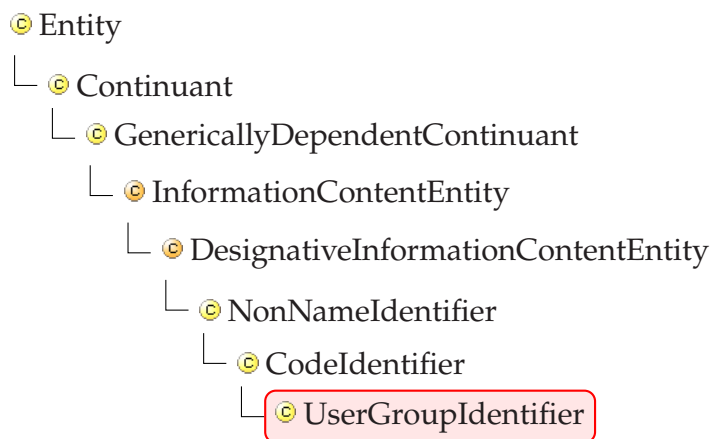 Entity
Continuant
GenericallyDependentContinuant
InformationContentEntity
DesignativeInformationContentEntity
NonNameIdentifier
CodeIdentifier
UserGroupIdentifier